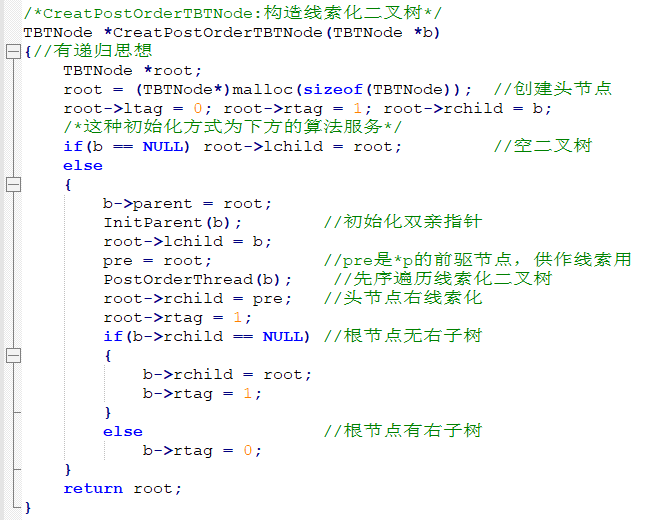 /*CreatPostOrderTBTNode:构造线索化二叉树*/
TBTNode *CreatPostOrderTBTNode(TBTNode *b)
{//有递归思想
    TBTNode *root;
    root = (TBTNode*)malloc(sizeof(TBTNode));  //创建头节点
    root->ltag = 0; root->rtag = 1; root->rchild = b;
    /*这种初始化方式为下方的算法服务*/
    if(b == NULL) root->lchild = root;         //空二叉树
    else
    {
        b->parent = root;
        InitParent(b);        //初始化双亲指针
        root->lchild = b;
        pre = root;           //pre是*p的前驱节点，供作线索用
        PostOrderThread(b);    //先序遍历线索化二叉树
        root->rchild = pre;   //头节点右线索化
        root->rtag = 1;
        if(b->rchild == NULL) //根节点无右子树
        {
            b->rchild = root;
            b->rtag = 1;
        }
        else                  //根节点有右子树
            b->rtag = 0;
    }
    return root;
}